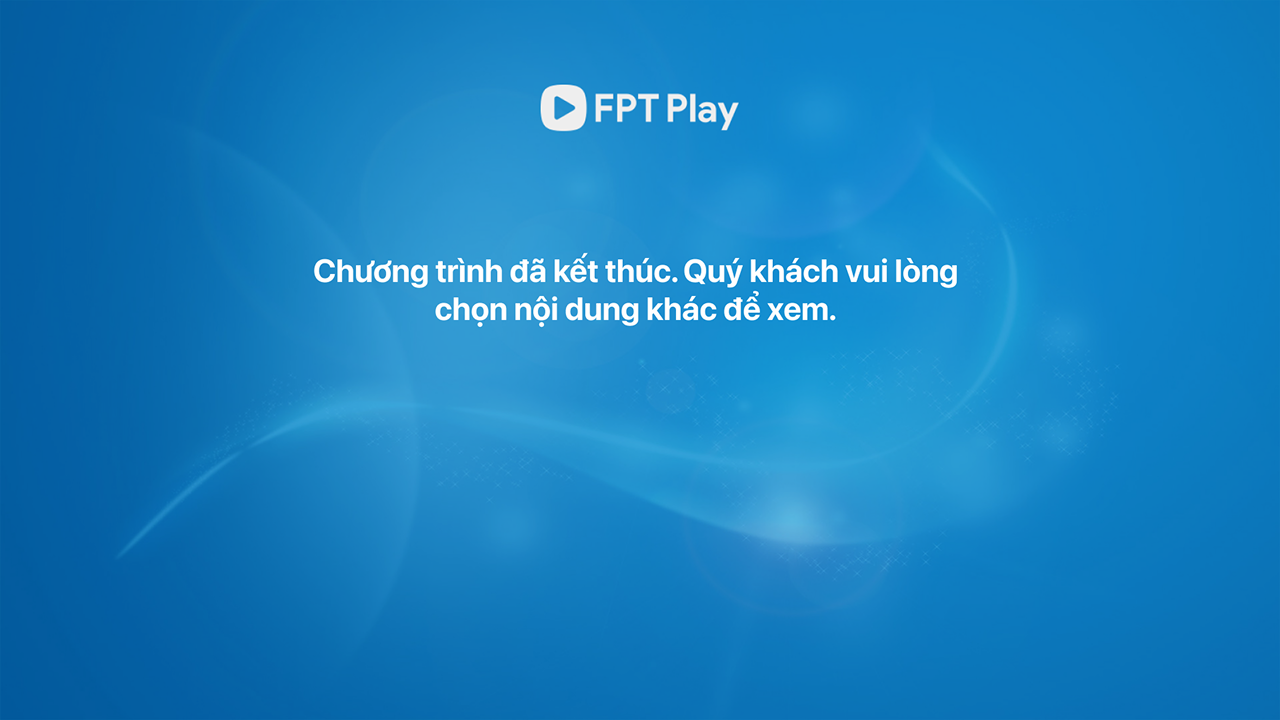 FPT Play
Chương trình đã kết thúc. Quý khách vui lòng
chọn nội dung khác để xem.